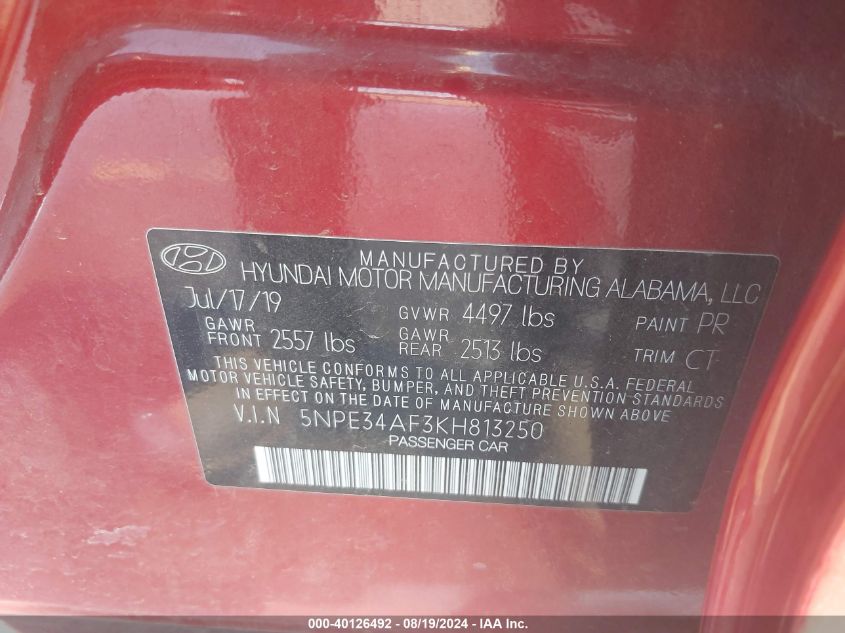 MANUFACTURED BY
HYUNDAI MOTOR MANUFACTURING ALABAMA, LLC
Jul/17/19 GVWR 4497 lbs PAINT PR
GAWR FRONT 2557 lbs GAWR REAR 2513 lbs TRIM CT
THIS VEHICLE CONFORMS TO ALL APPLICABLE U.S.A. FEDERAL
MOTOR VEHICLE SAFETY, BUMPER, AND THEFT PREVENTION STANDARDS
IN EFFECT ON THE DATE OF MANUFACTURE SHOWN ABOVE.
V.I.N 5NPE34AF3KH813250
PASSENGER CAR
000-40126492 - 08/19/2024 - IAAI.COM